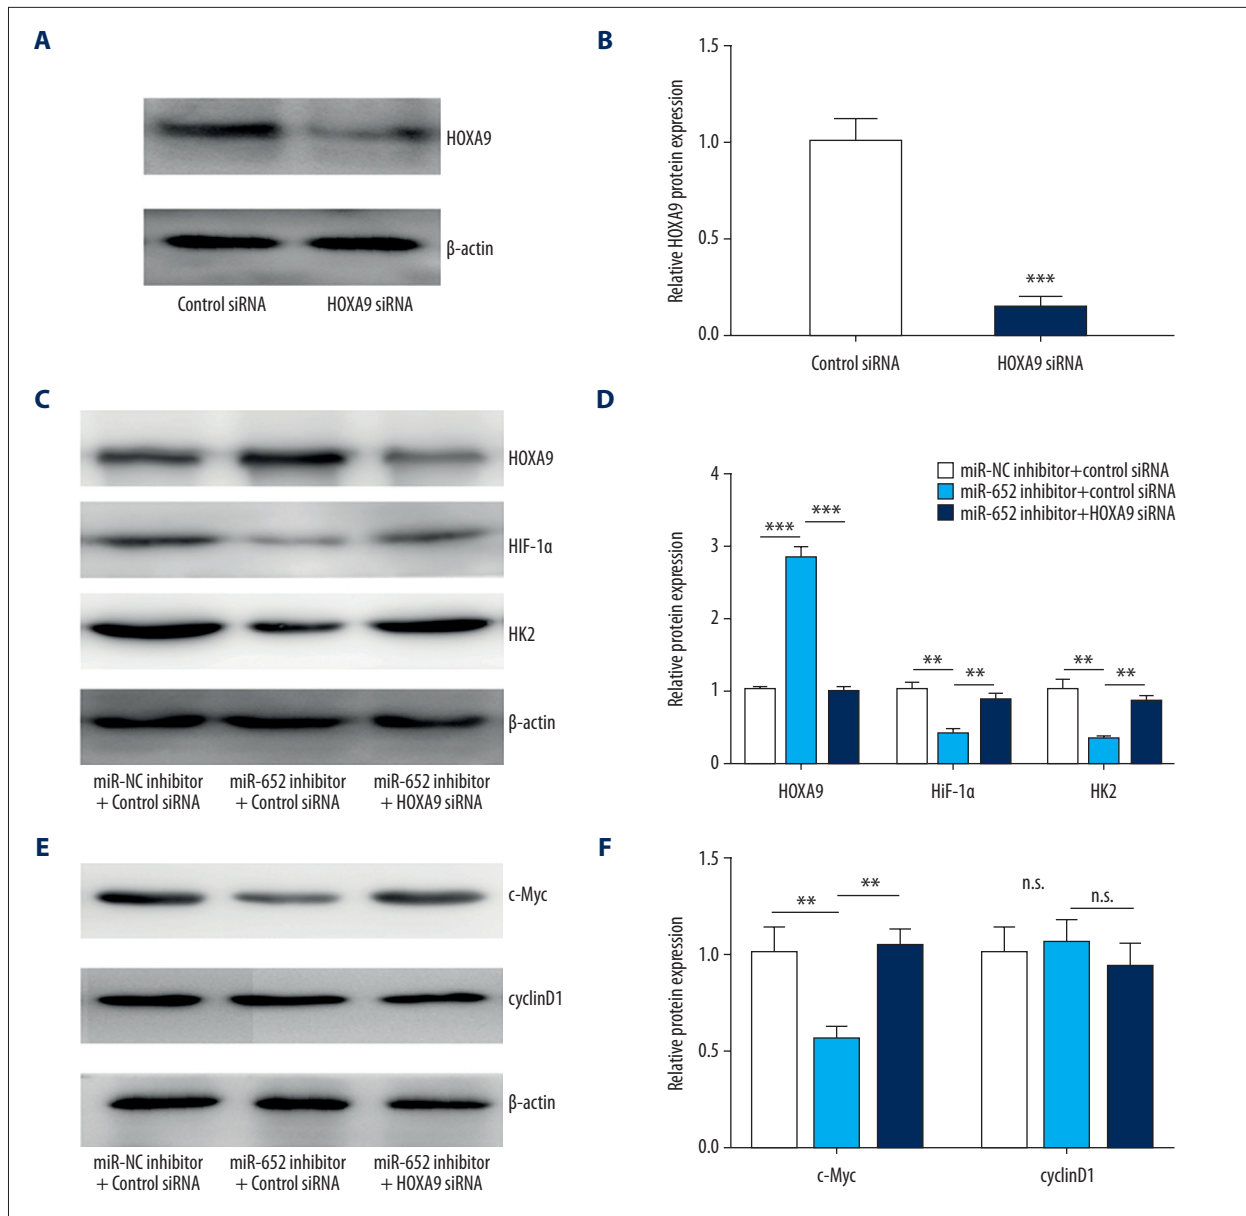 A
HOXA9
β-actin
Control siRNA
HOXA9 siRNA
B
Relative HOXA9 protein expression
1.5
1.0
0.5
0.0
***
Control siRNA
HOXA9 siRNA
C
HOXA9
HIF-1α
HK2
β-actin
miR-NC inhibitor
+ Control siRNA
miR-652 inhibitor
+ Control siRNA
miR-652 inhibitor
+ HOXA9 siRNA
D
Relative protein expression
4
3
2
1
0
miR-NC inhibitor+control siRNA
miR-652 inhibitor+control siRNA
miR-652 inhibitor+HOXA9 siRNA
***
***
**
**
**
**
HOXA9
HiF-1α
HK2
E
c-Myc
cyclinD1
β-actin
miR-NC inhibitor
+ Control siRNA
miR-652 inhibitor
+ Control siRNA
miR-652 inhibitor
+ HOXA9 siRNA
F
Relative protein expression
1.5
1.0
0.5
0.0
**
**
n.s.
n.s.
c-Myc
cyclinD1